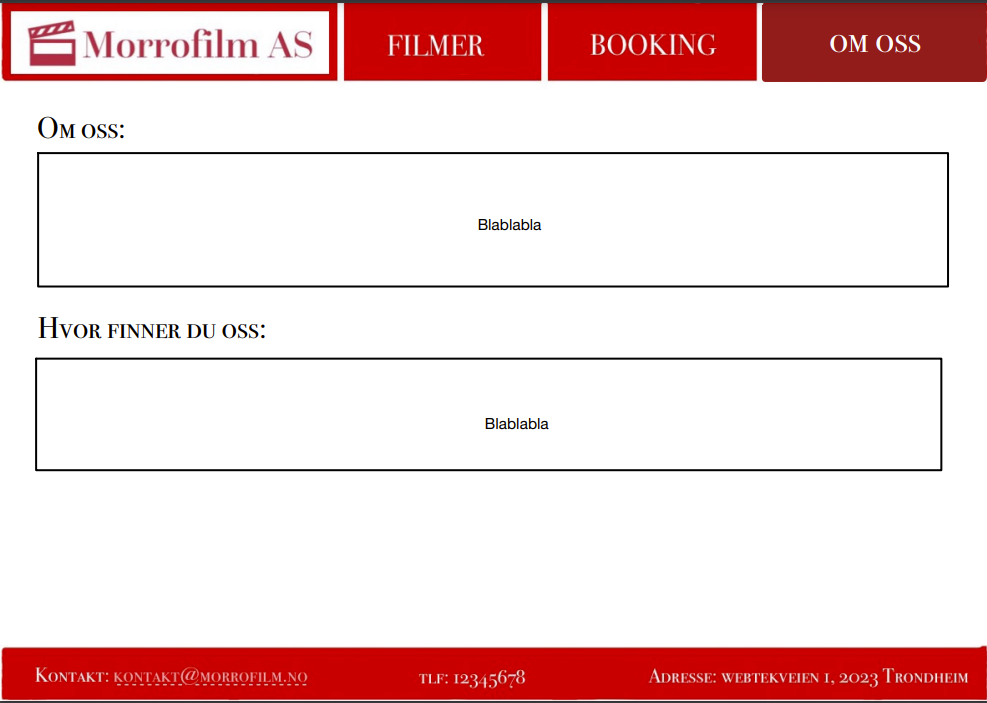 Morrofilm AS
FILMER
BOOKING
OM OSS
Om oss:
Blablabla
Hvor finner du oss:
Blablabla
Kontakt: kontakt@morrofilm.no
tlf: 12345678
Adresse: webtekveien 1, 2023 Trondheim